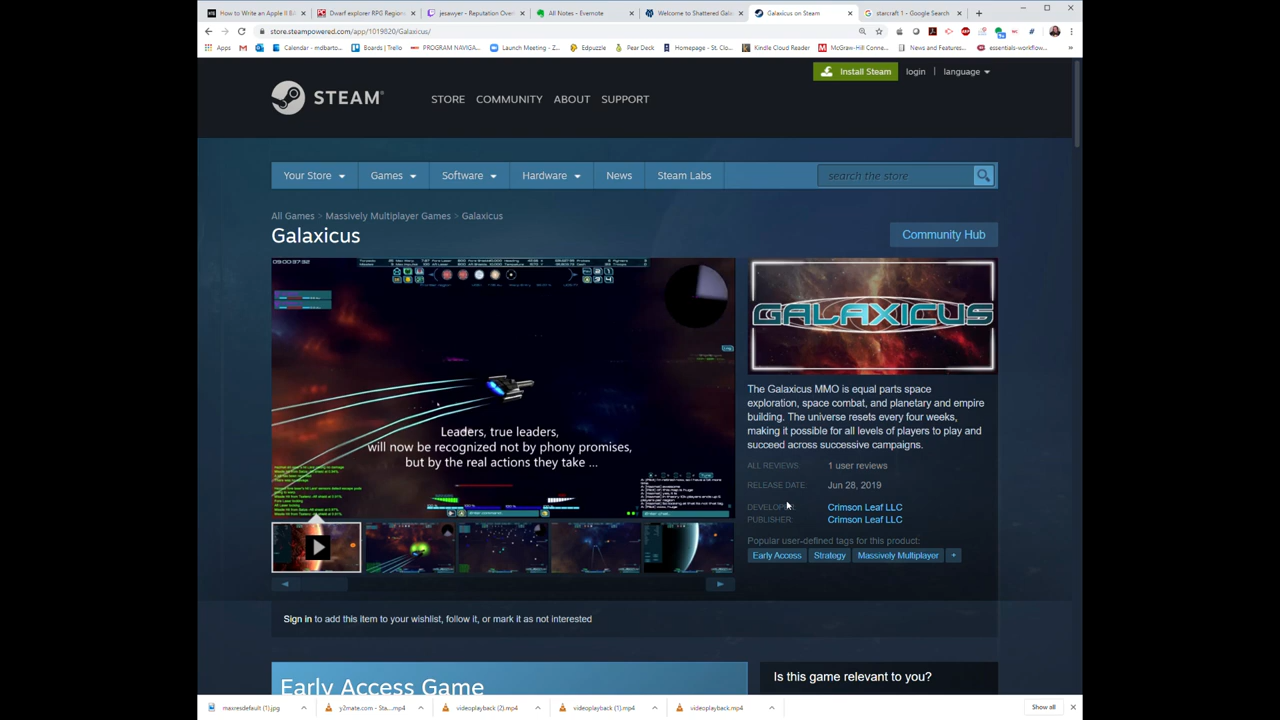 How to Write an Apple II B
Dwarf explorer RPG Region
jesawyer - Reputation Over
All Notes - Evernote
Welcome to Shattered Gala
Galaxicus on Steam
starcraft 1 - Google Search
store.steampowered.com/app/1019820/Galaxicus/
Apps
Calendar - mdbarto...
Boards | Trello
PROGRAM NAVIGA...
Launch Meeting - Z...
Edpuzzle
Pear Deck
Homepage - St. Clo...
Kindle Cloud Reader
McGraw-Hill Conne...
News and Features...
essentials-workflow...
Install Steam
login
language
STEAM
STORE
COMMUNITY
ABOUT
SUPPORT
Your Store
Games
Software
Hardware
News
Steam Labs
search the store
All Games > Massively Multiplayer Games > Galaxicus
Galaxicus
Community Hub
Leaders, true leaders,
will now be recognized not by phony promises,
but by the real actions they take ...
GALAXICUS
The Galaxicus MMO is equal parts space
exploration, space combat, and planetary and empire
building. The universe resets every four weeks,
making it possible for all levels of players to play and
succeed across successive campaigns.
ALL REVIEWS: 1 user reviews
RELEASE DATE: Jun 28, 2019
DEVELOPER: Crimson Leaf LLC
PUBLISHER: Crimson Leaf LLC
Popular user-defined tags for this product:
Early Access
Strategy
Massively Multiplayer
+
Sign in to add this item to your wishlist, follow it, or mark it as not interested
Early Access Game
Is this game relevant to you?
maxresdefault (1).jpg
y2mate.com - Sta....mp4
videoplayback (2).mp4
videoplayback (1).mp4
videoplayback.mp4
Show all